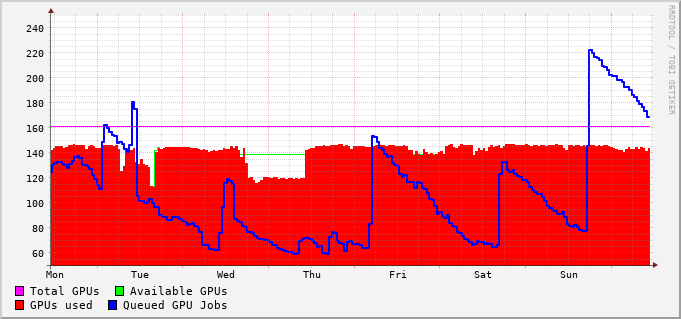 240
220
200
180
160
140
120
100
80
60
Mon Tue Wed Thu Fri Sat Sun
Total GPUs Available GPUs
GPUs used Queued GPU Jobs
RRDTOOL / TOBI OETIKER